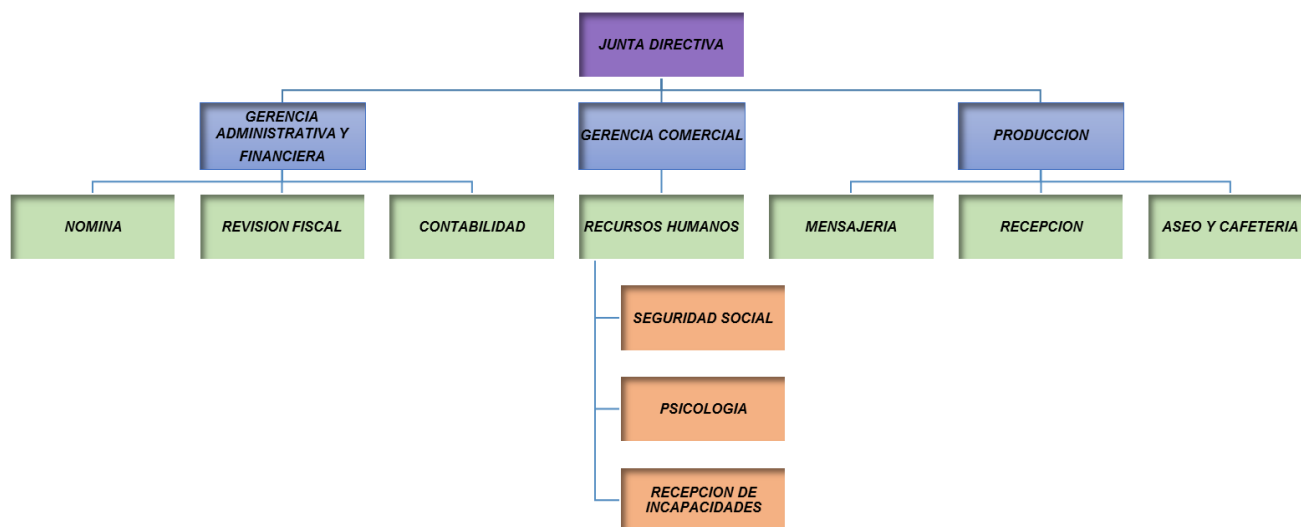 JUNTA DIRECTIVA
GERENCIA
ADMINISTRATIVA Y
FINANCIERA
GERENCIA COMERCIAL
PRODUCCION
NOMINA
REVISION FISCAL
CONTABILIDAD
RECURSOS HUMANOS
MENSAJERIA
RECEPCION
ASEO Y CAFETERIA
SEGURIDAD SOCIAL
PSICOLOGIA
RECEPCION DE
INCAPACIDADES